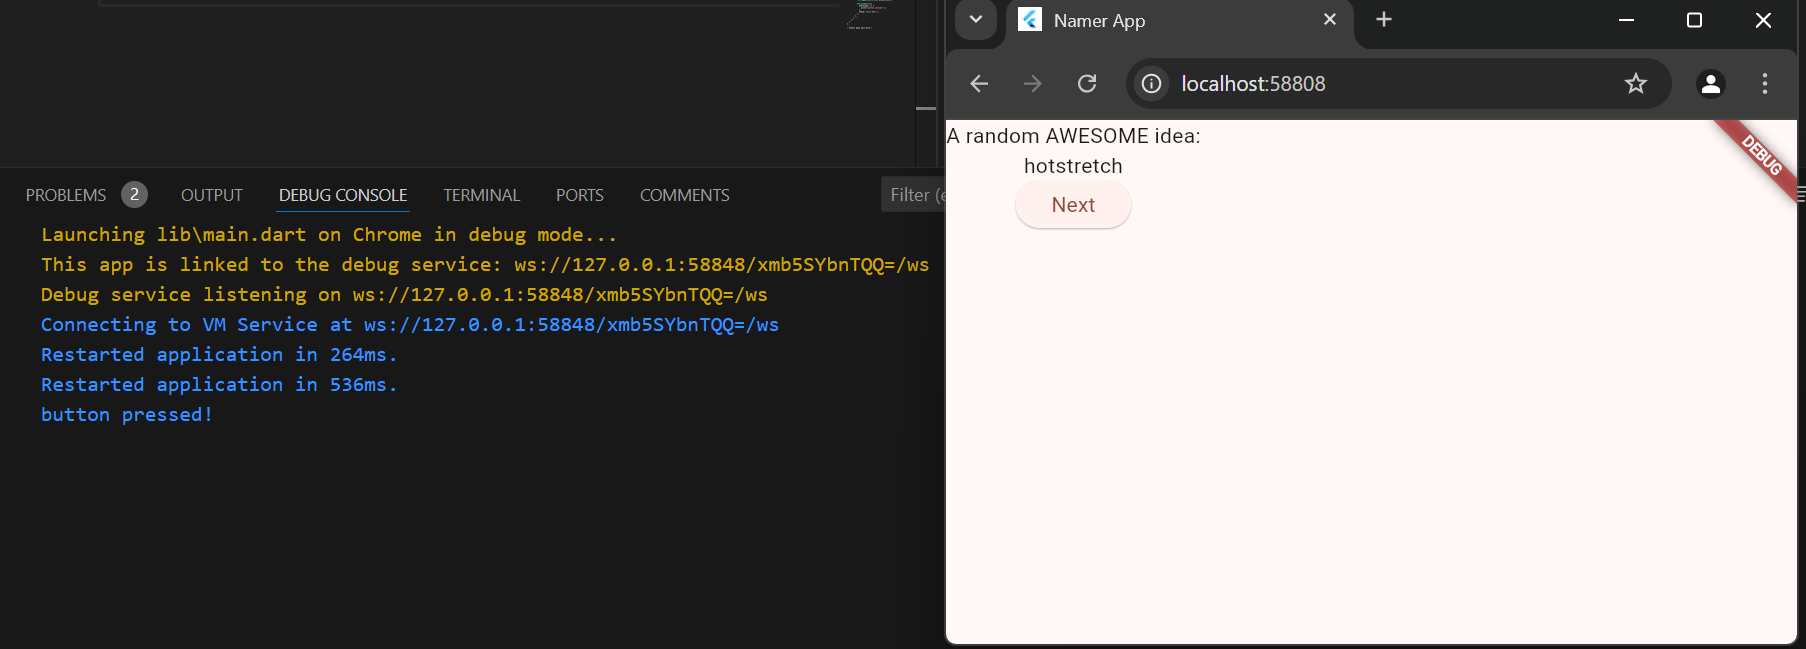 PROBLEMS 2 OUTPUT DEBUG CONSOLE TERMINAL PORTS COMMENTS Filter (e
Launching lib\main.dart on Chrome in debug mode...
This app is linked to the debug service: ws://127.0.0.1:58848/xmb5SYbnTQQ=/ws
Debug service listening on ws://127.0.0.1:58848/xmb5SYbnTQQ=/ws
Connecting to VM Service at ws://127.0.0.1:58848/xmb5SYbnTQQ=/ws
Restarted application in 264ms.
Restarted application in 536ms.
button pressed!
Namer App
localhost:58808
A random AWESOME idea:
hotstretch
Next
DEBUG